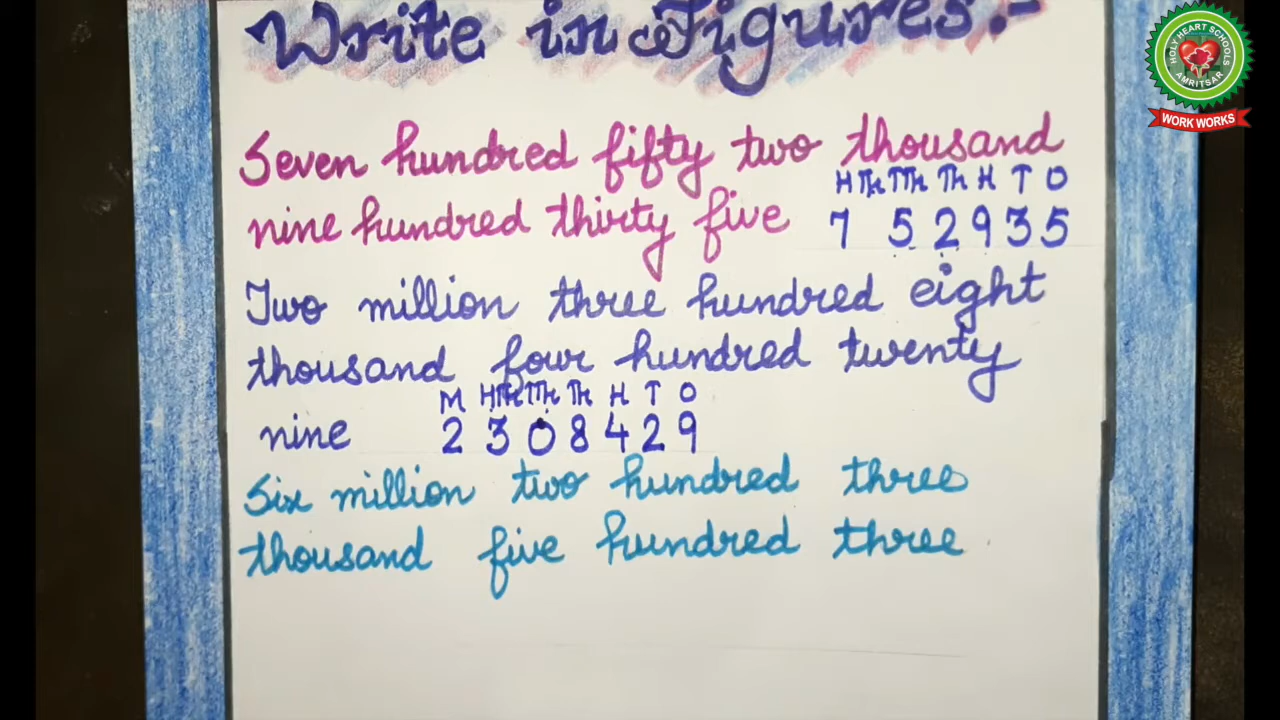 Write in Figures:-
Seven hundred fifty two thousand
H TTh TTh Th H T O
nine hundred thirty five 7 5 2 9 3 5
Two million three hundred eight
thousand four hundred twenty
M HTh TTh Th H T O
nine 2 3 0 8 4 2 9
Six million two hundred three
thousand five hundred three
HOLY HEART SCHOOLS
AMRITSAR
WORK WORKS